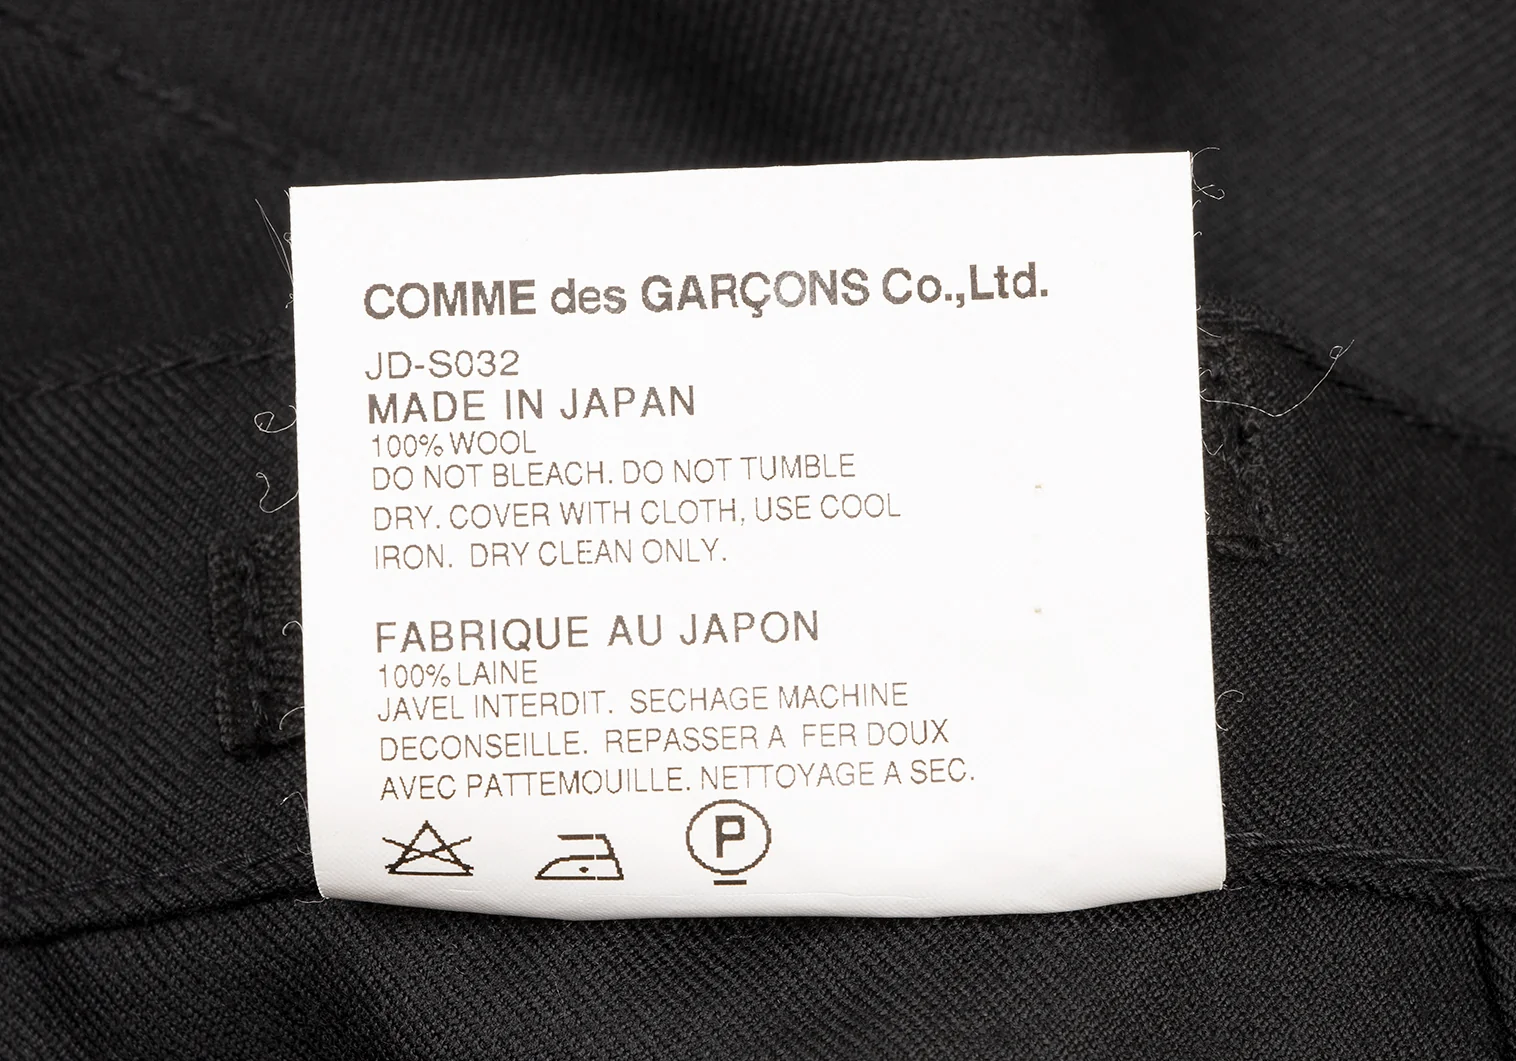 COMME des GARÇONS Co.,Ltd.
JD-S032
MADE IN JAPAN
100% WOOL
DO NOT BLEACH. DO NOT TUMBLE
DRY. COVER WITH CLOTH, USE COOL
IRON. DRY CLEAN ONLY.
FABRIQUE AU JAPON
100% LAINE
JAVEL INTERDIT. SECHAGE MACHINE
DECONSEILLE. REPASSER A FER DOUX
AVEC PATTEMOUILLE. NETTOYAGE A SEC.
P